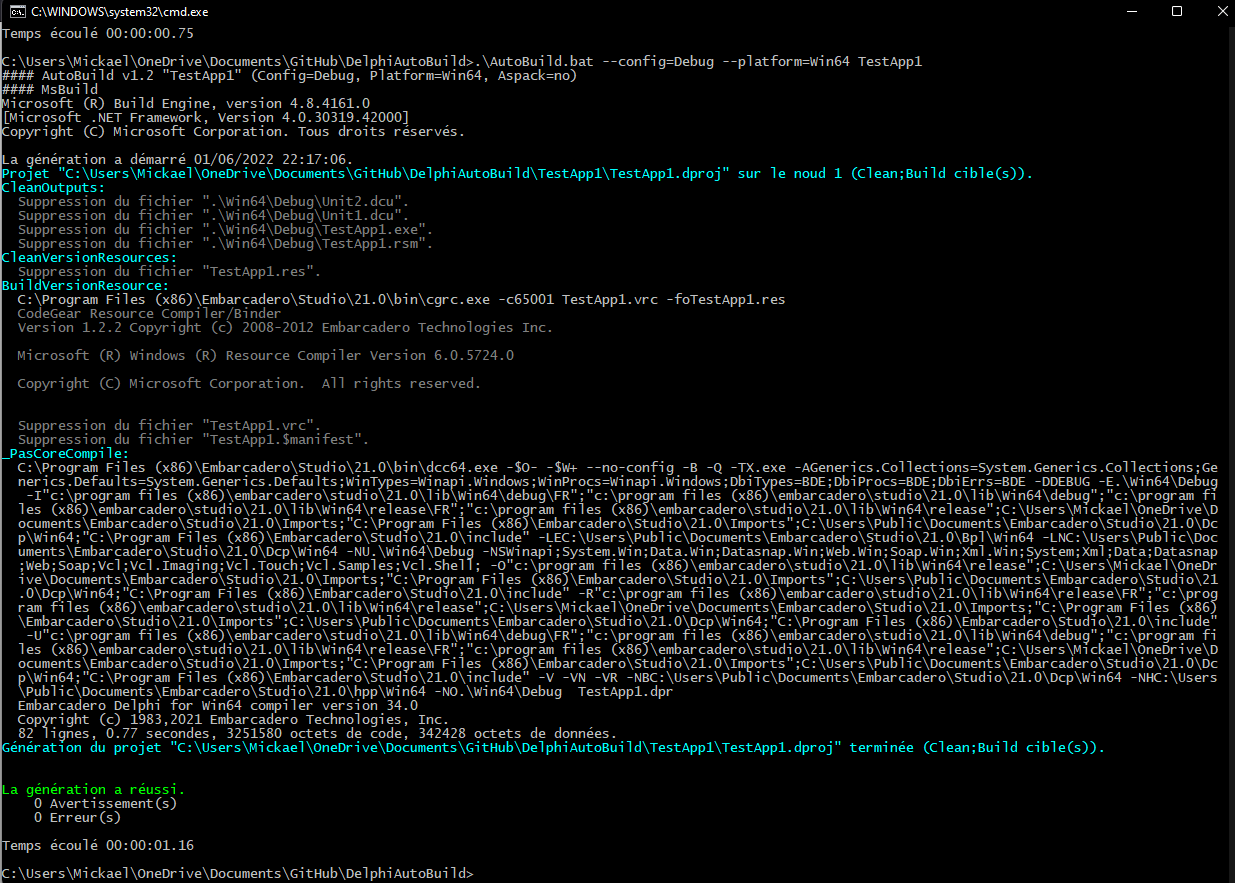 C:\WINDOWS\system32\cmd.exe
Temps écoulé 00:00:00.75
C:\Users\Mickael\OneDrive\Documents\GitHub\DelphiAutoBuild>.\AutoBuild.bat --config=Debug --platform=Win64 TestApp1
#### AutoBuild v1.2 "TestApp1" (Config=Debug, Platform=Win64, Aspack=no)
#### MsBuild
Microsoft (R) Build Engine, version 4.8.4161.0
[Microsoft .NET Framework, Version 4.0.30319.42000]
Copyright (C) Microsoft Corporation. Tous droits réservés.
La génération a démarré 01/06/2022 22:17:06.
Projet "C:\Users\Mickael\OneDrive\Documents\GitHub\DelphiAutoBuild\TestApp1\TestApp1.dproj" sur le noud 1 (Clean;Build cible(s)).
CleanOutputs:
  Suppression du fichier ".\Win64\Debug\Unit2.dcu".
  Suppression du fichier ".\Win64\Debug\Unit1.dcu".
  Suppression du fichier ".\Win64\Debug\TestApp1.exe".
  Suppression du fichier ".\Win64\Debug\TestApp1.rsm".
CleanVersionResources:
  Suppression du fichier "TestApp1.res".
BuildVersionResource:
  C:\Program Files (x86)\Embarcadero\Studio\21.0\bin\cgrc.exe -c65001 TestApp1.vrc -foTestApp1.res
  CodeGear Resource Compiler/Binder
  Version 1.2.2 Copyright (c) 2008-2012 Embarcadero Technologies Inc.
  Microsoft (R) Windows (R) Resource Compiler Version 6.0.5724.0
  Copyright (C) Microsoft Corporation.  All rights reserved.
  Suppression du fichier "TestApp1.vrc".
  Suppression du fichier "TestApp1.$manifest".
_PasCoreCompile:
  C:\Program Files (x86)\Embarcadero\Studio\21.0\bin\dcc64.exe -$O- -$W+ --no-config -B -Q -TX.exe -AGenerics.Collections=System.Generics.Collections;Ge
  nerics.Defaults=System.Generics.Defaults;WinTypes=Winapi.Windows;WinProcs=Winapi.Windows;DbiTypes=BDE;DbiProcs=BDE;DbiErrs=BDE -DDEBUG -E.\Win64\Debug
   -I"c:\program files (x86)\embarcadero\studio\21.0\lib\Win64\debug\FR";"c:\program files (x86)\embarcadero\studio\21.0\lib\Win64\debug";"c:\program fi
  les (x86)\embarcadero\studio\21.0\lib\Win64\release\FR";"c:\program files (x86)\embarcadero\studio\21.0\lib\Win64\release";C:\Users\Mickael\OneDrive\D
  ocuments\Embarcadero\Studio\21.0\Imports;"C:\Program Files (x86)\Embarcadero\Studio\21.0\Imports";C:\Users\Public\Documents\Embarcadero\Studio\21.0\Dc
  p\Win64;"C:\Program Files (x86)\Embarcadero\Studio\21.0\include" -LEC:\Users\Public\Documents\Embarcadero\Studio\21.0\Bpl\Win64 -LNC:\Users\Public\Doc
  uments\Embarcadero\Studio\21.0\Dcp\Win64 -NU.\Win64\Debug -NSWinapi;System.Win;Data.Win;Datasnap.Win;Web.Win;Soap.Win;Xml.Win;System;Xml;Data;Datasnap
  ;Web;Soap;Vcl;Vcl.Imaging;Vcl.Touch;Vcl.Samples;Vcl.Shell; -O"c:\program files (x86)\embarcadero\studio\21.0\lib\Win64\release";C:\Users\Mickael\OneDr
  ive\Documents\Embarcadero\Studio\21.0\Imports;"C:\Program Files (x86)\Embarcadero\Studio\21.0\Imports";C:\Users\Public\Documents\Embarcadero\Studio\21
  .0\Dcp\Win64;"C:\Program Files (x86)\Embarcadero\Studio\21.0\include" -R"c:\program files (x86)\embarcadero\studio\21.0\lib\Win64\release\FR";"c:\prog
  ram files (x86)\embarcadero\studio\21.0\lib\Win64\release";C:\Users\Mickael\OneDrive\Documents\Embarcadero\Studio\21.0\Imports;"C:\Program Files (x86)
  \Embarcadero\Studio\21.0\Imports";C:\Users\Public\Documents\Embarcadero\Studio\21.0\Dcp\Win64;"C:\Program Files (x86)\Embarcadero\Studio\21.0\include"
   -U"c:\program files (x86)\embarcadero\studio\21.0\lib\Win64\debug\FR";"c:\program files (x86)\embarcadero\studio\21.0\lib\Win64\debug";"c:\program fi
  les (x86)\embarcadero\studio\21.0\lib\Win64\release\FR";"c:\program files (x86)\embarcadero\studio\21.0\lib\Win64\release";C:\Users\Mickael\OneDrive\D
  ocuments\Embarcadero\Studio\21.0\Imports;"C:\Program Files (x86)\Embarcadero\Studio\21.0\Imports";C:\Users\Public\Documents\Embarcadero\Studio\21.0\Dc
  p\Win64;"C:\Program Files (x86)\Embarcadero\Studio\21.0\include" -V -VN -VR -NBC:\Users\Public\Documents\Embarcadero\Studio\21.0\Dcp\Win64 -NHC:\Users
  \Public\Documents\Embarcadero\Studio\21.0\hpp\Win64 -NO.\Win64\Debug  TestApp1.dpr
  Embarcadero Delphi for Win64 compiler version 34.0
  Copyright (c) 1983,2021 Embarcadero Technologies, Inc.
  82 lignes, 0.77 secondes, 3251580 octets de code, 342428 octets de données.
Génération du projet "C:\Users\Mickael\OneDrive\Documents\GitHub\DelphiAutoBuild\TestApp1\TestApp1.dproj" terminée (Clean;Build cible(s)).
La génération a réussi.
    0 Avertissement(s)
    0 Erreur(s)
Temps écoulé 00:00:01.16
C:\Users\Mickael\OneDrive\Documents\GitHub\DelphiAutoBuild>